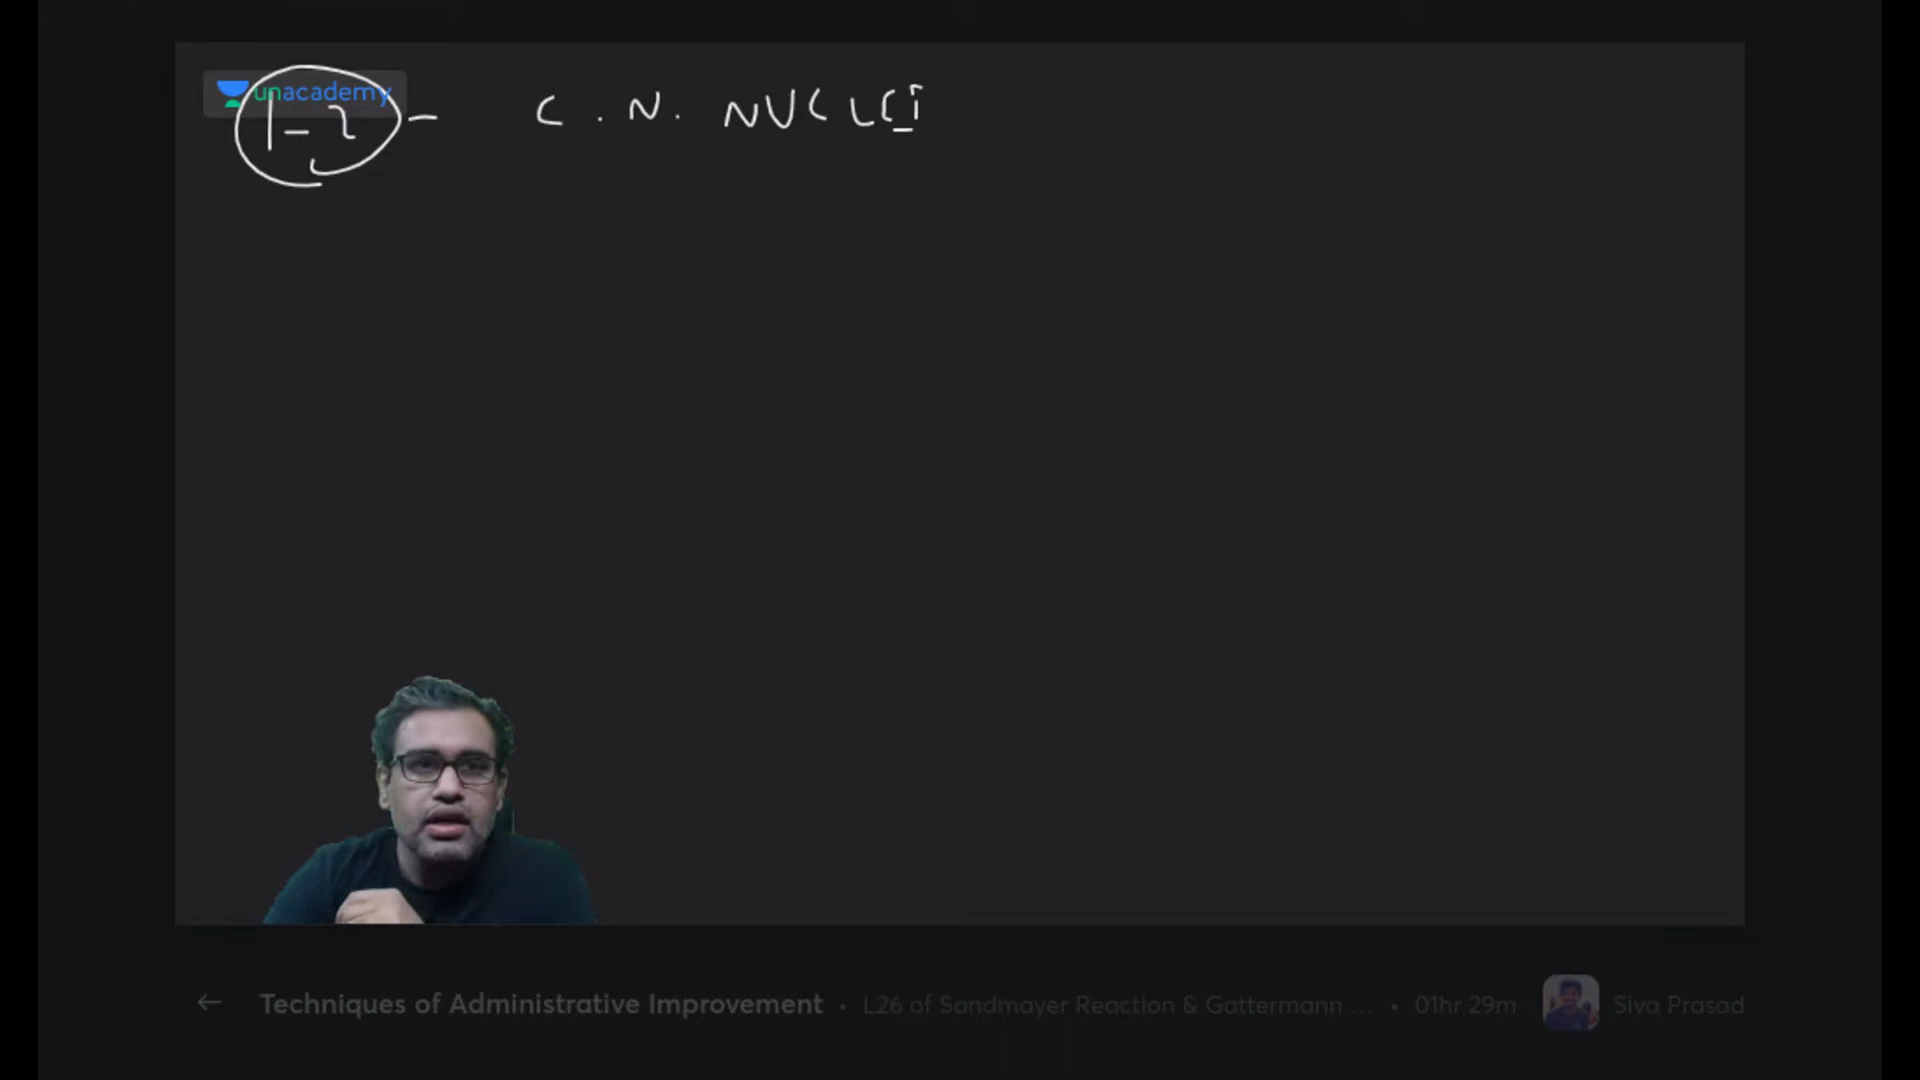 unacademy
1-2 - C. N. NUCLEI
← Techniques of Administrative Improvement • L26 of Sandmayer Reaction & Gattermann ... • 01hr 29m Siva Prasad